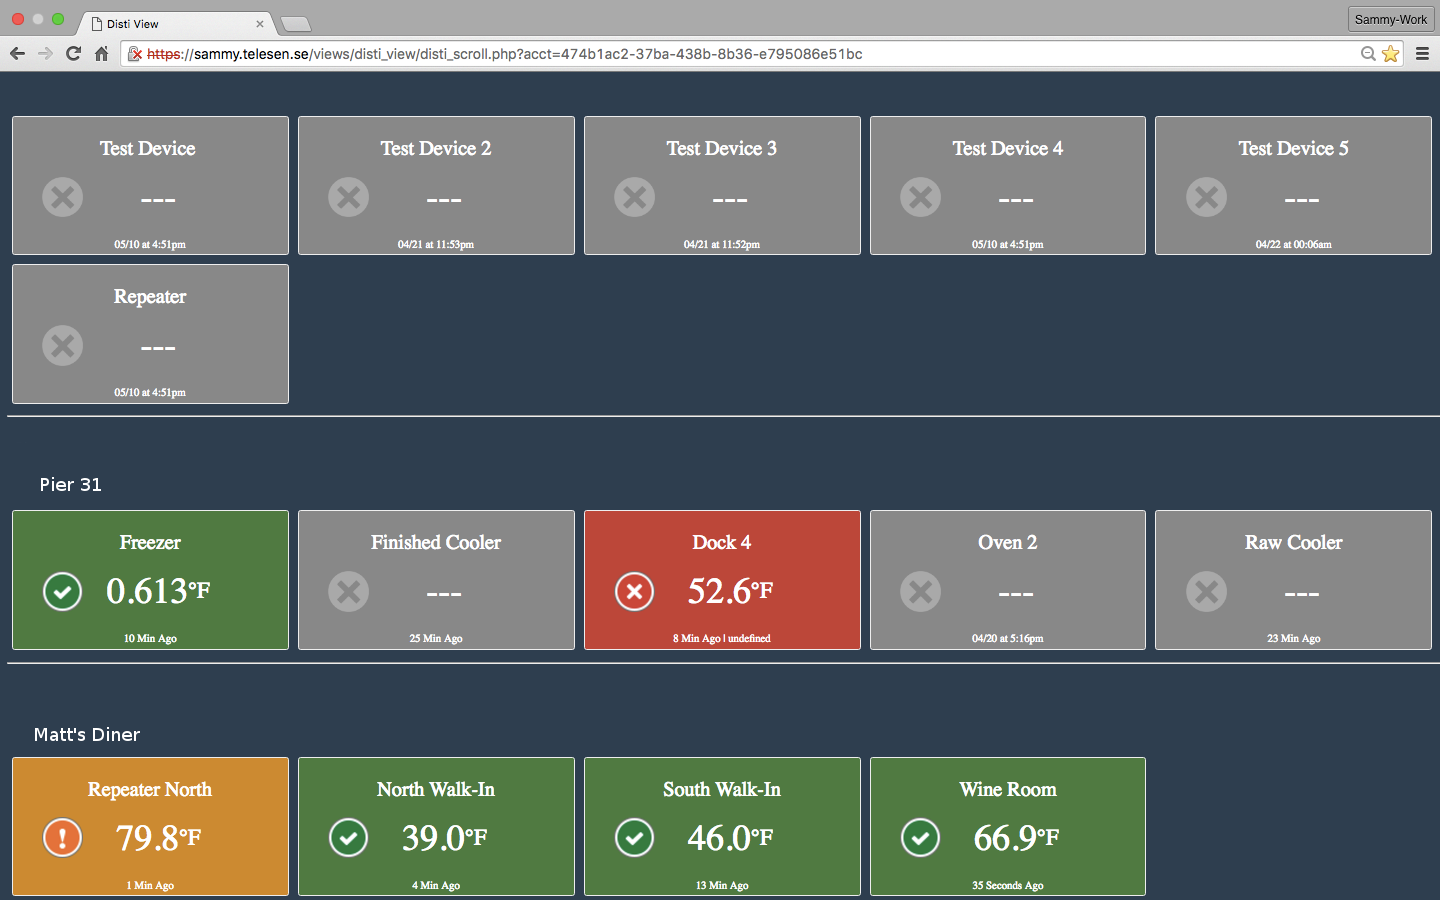 Disti View
Sammy-Work
https://sammy.telesen.se/views/disti_view/disti_scroll.php?acct=474b1ac2-37ba-438b-8b36-e795086e51bc
Test Device
---
05/10 at 4:51pm
Test Device 2
---
04/21 at 11:53pm
Test Device 3
---
04/21 at 11:52pm
Test Device 4
---
05/10 at 4:51pm
Test Device 5
---
04/22 at 00:06am
Repeater
---
05/10 at 4:51pm
Pier 31
Freezer
0.613°F
10 Min Ago
Finished Cooler
---
25 Min Ago
Dock 4
52.6°F
8 Min Ago | undefined
Oven 2
---
04/20 at 5:16pm
Raw Cooler
---
23 Min Ago
Matt's Diner
Repeater North
79.8°F
1 Min Ago
North Walk-In
39.0°F
4 Min Ago
South Walk-In
46.0°F
13 Min Ago
Wine Room
66.9°F
35 Seconds Ago